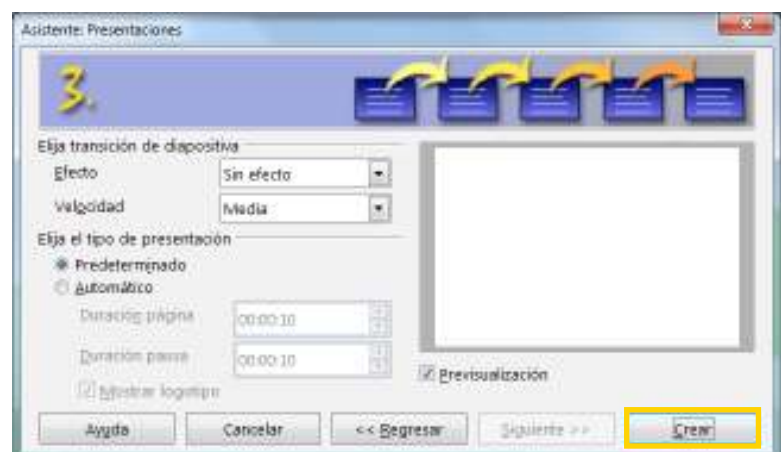 Asistente: Presentaciones
3.
Elija transición de diapositiva
Efecto
Sin efecto
Velocidad
Media
Elija el tipo de presentación
Predeterminado
Automático
Duración página
00:00:10
Duración pausa
00:00:10
Mostrar logotipo
Previsualización
Ayuda
Cancelar
<< Regresar
Siguiente >>
Crear